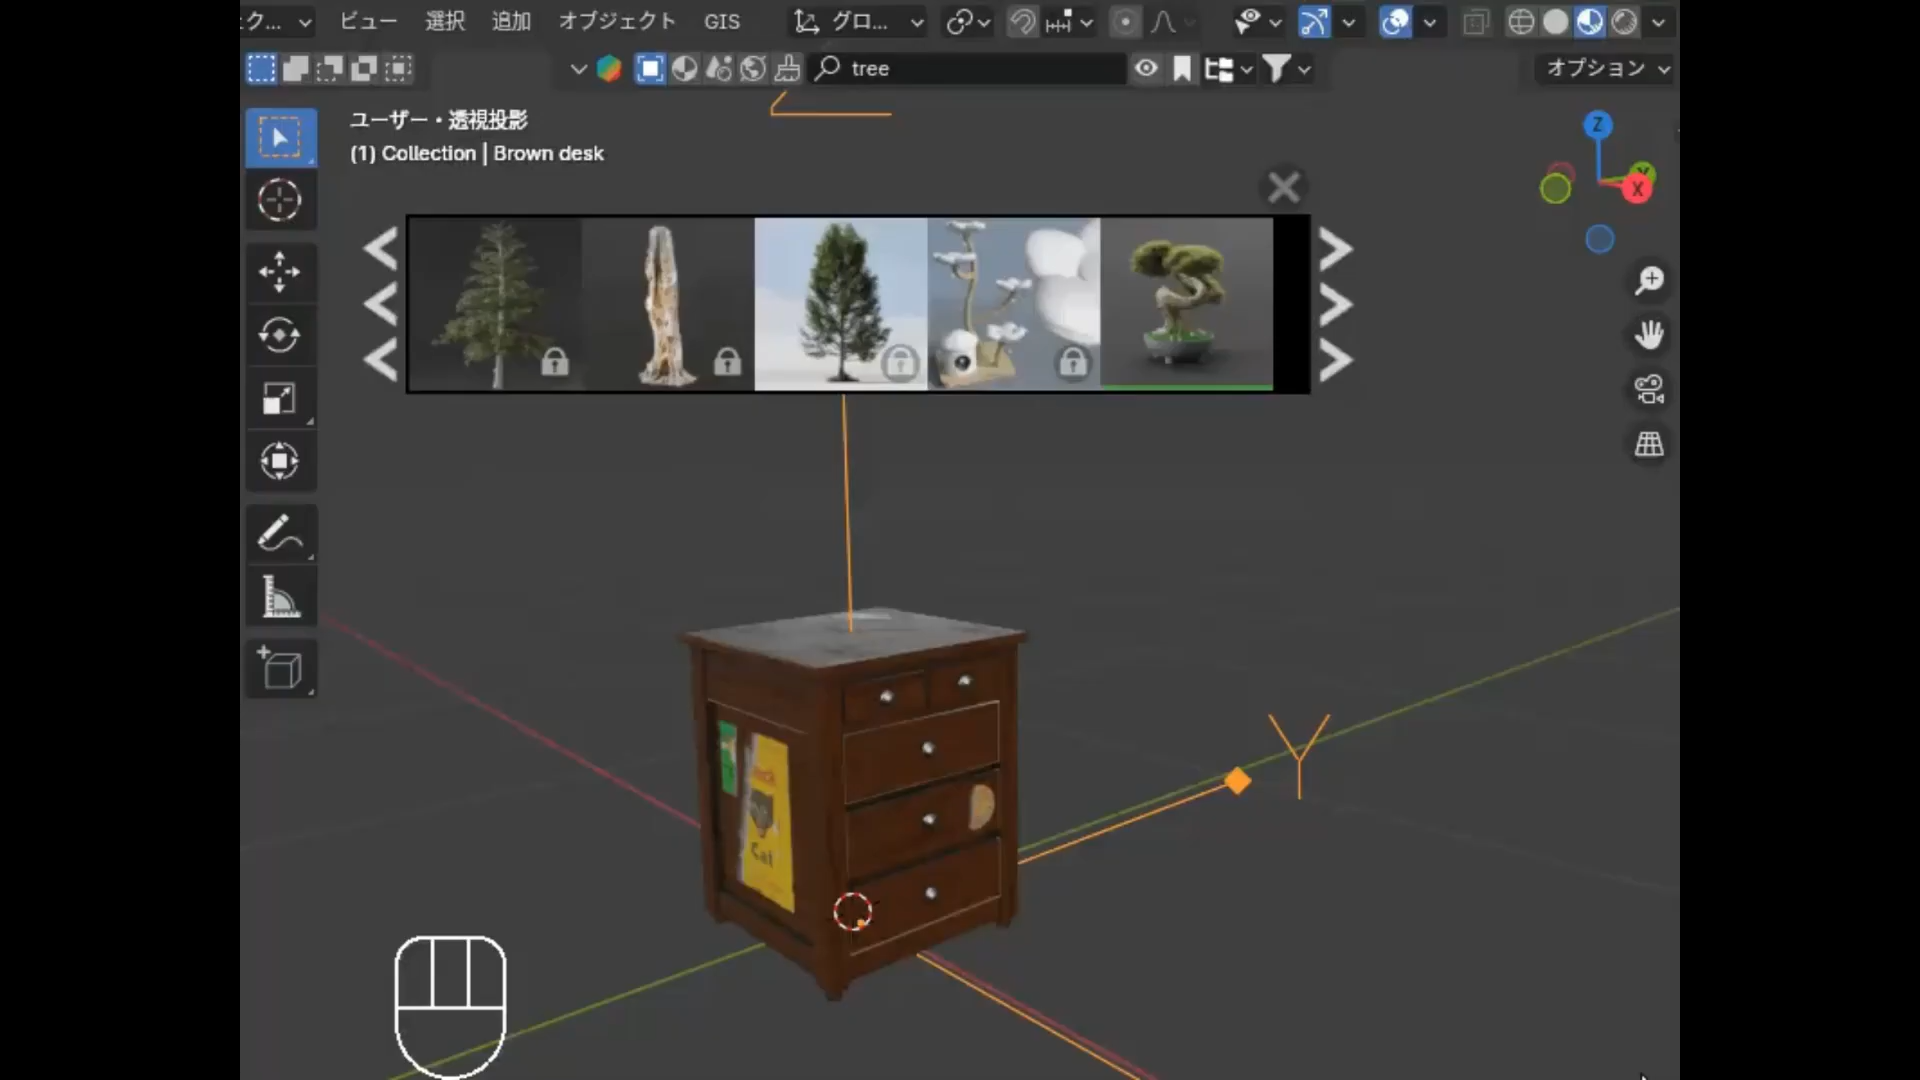 ク... ビュー 選択 追加 オブジェクト GIS グロ...
tree オプション
ユーザー・透視投影
(1) Collection | Brown desk
Z
Y
X
Y
Cat